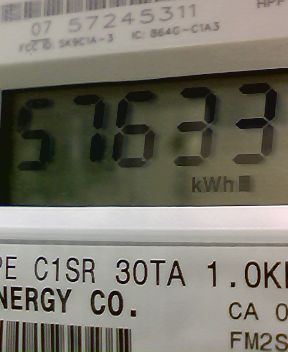 07 57245311
FCC ID: SK9C1A-3 IC: 864G-C1A3
57633
kWh
PE C1SR 30TA 1.0K
NERGY CO.
CA 0
FM2S